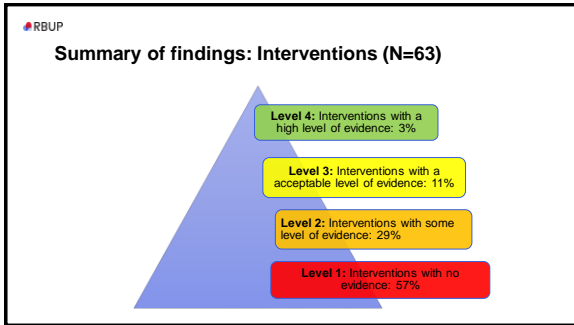 RBUP
Summary of findings: Interventions (N=63)
Level 4: Interventions with a
high level of evidence: 3%
Level 3: Interventions with a
acceptable level of evidence: 11%
Level 2: Interventions with some
level of evidence: 29%
Level 1: Interventions with no
evidence: 57%